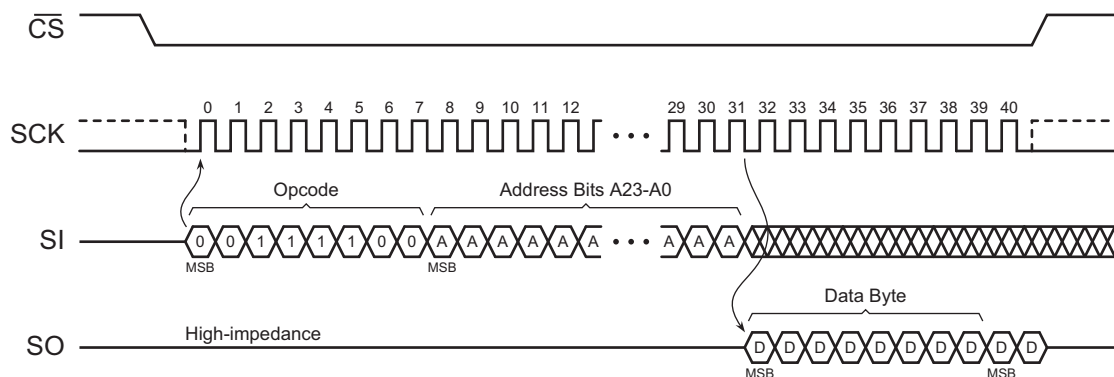 CS
0 1 2 3 4 5 6 7 8 9 10 11 12 29 30 31 32 33 34 35 36 37 38 39 40
SCK
Opcode Address Bits A23-A0
SI 0 0 1 1 1 1 0 0 A A A A A A A A A
MSB MSB
Data Byte
High-impedance
SO D D D D D D D D D D
MSB MSB